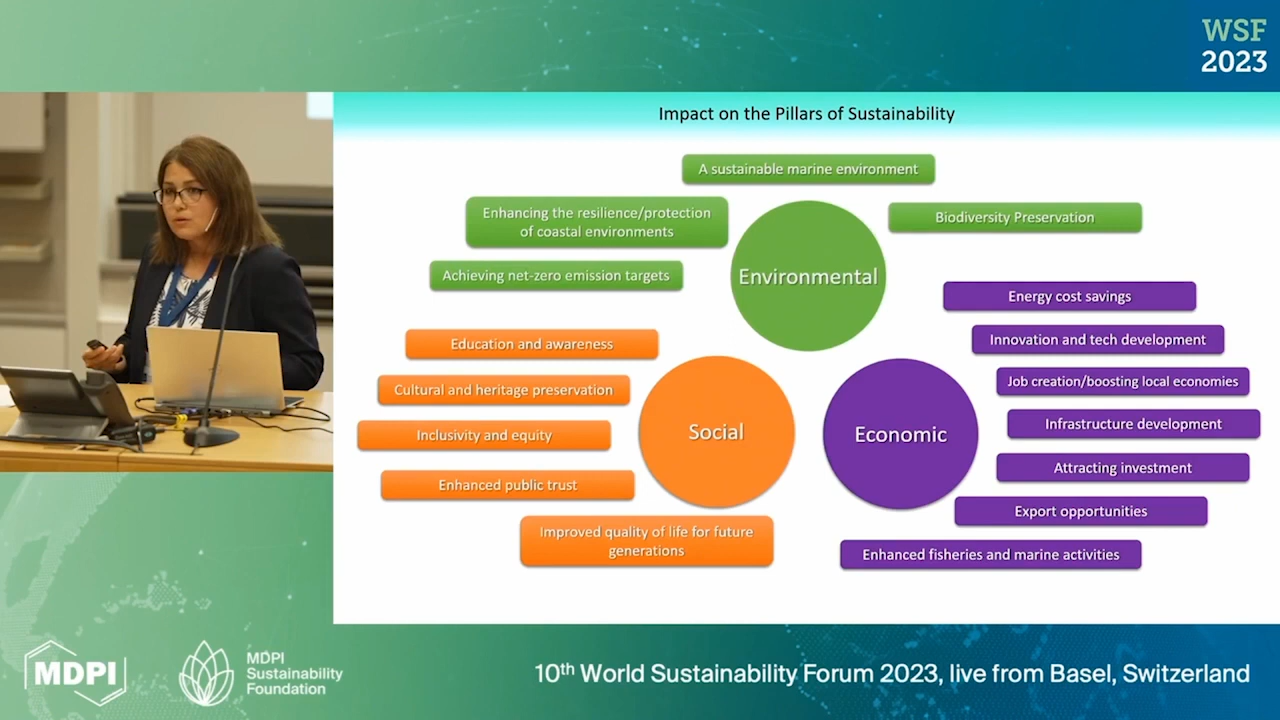 WSF
2023
Impact on the Pillars of Sustainability
A sustainable marine environment
Enhancing the resilience/protection
of coastal environments
Biodiversity Preservation
Achieving net-zero emission targets
Environmental
Energy cost savings
Education and awareness
Innovation and tech development
Cultural and heritage preservation
Job creation/boosting local economies
Inclusivity and equity
Social
Economic
Infrastructure development
Enhanced public trust
Attracting investment
Export opportunities
Improved quality of life for future
generations
Enhanced fisheries and marine activities
MDPI
MDPI
Sustainability
Foundation
10th World Sustainability Forum 2023, live from Basel, Switzerland